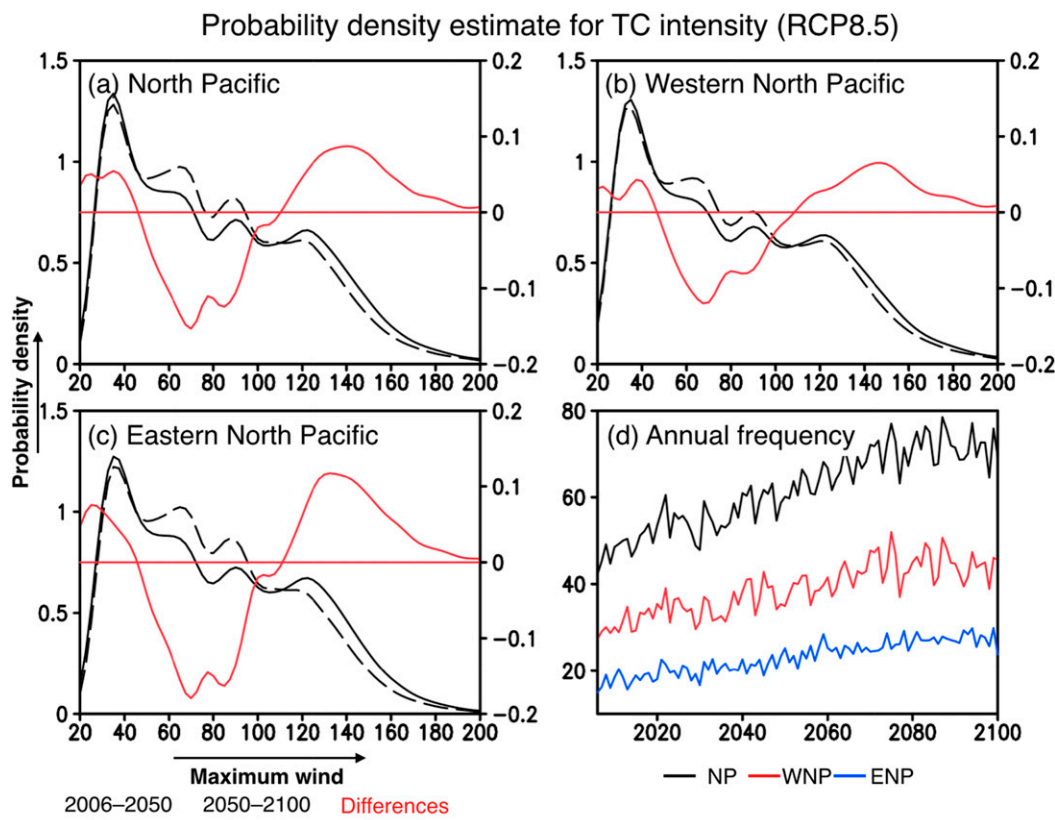 Probability density estimate for TC intensity (RCP8.5)
(a) North Pacific
1.5
1
0.5
0
0.2
0.1
0
−0.1
−0.2
20 40 60 80 100 120 140 160 180 200
(b) Western North Pacific
1.5
1
0.5
0
0.2
0.1
0
−0.1
−0.2
20 40 60 80 100 120 140 160 180 200
Probability density
(c) Eastern North Pacific
1.5
1
0.5
0
0.2
0.1
0
−0.1
−0.2
20 40 60 80 100 120 140 160 180 200
Maximum wind
2006–2050 2050–2100 Differences
(d) Annual frequency
80
60
40
20
2020 2040 2060 2080 2100
NP WNP ENP